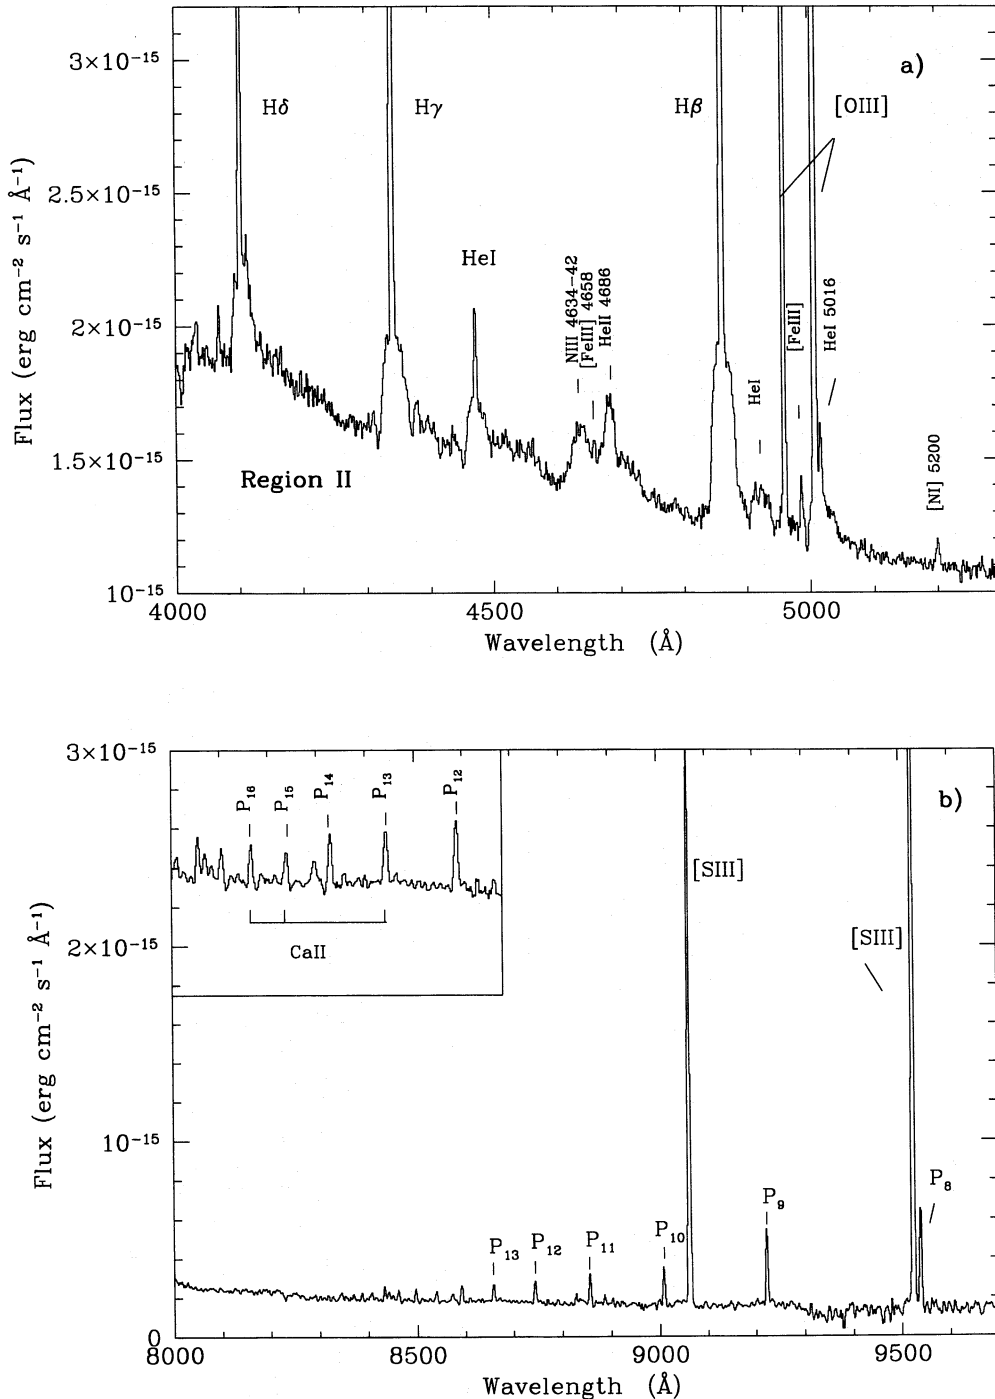 a)
3×10⁻¹⁵
2.5×10⁻¹⁵
2×10⁻¹⁵
1.5×10⁻¹⁵
10⁻¹⁵
Flux (erg cm⁻² s⁻¹ Å⁻¹)
Hδ
Hγ
HeI
NIII 4634-42
[FeIII] 4658
HeII 4686
Hβ
HeI
[OIII]
[FeIII]
HeI 5016
[NI] 5200
Region II
4000
4500
5000
Wavelength (Å)
b)
3×10⁻¹⁵
2×10⁻¹⁵
10⁻¹⁵
0
Flux (erg cm⁻² s⁻¹ Å⁻¹)
P₁₆
P₁₅
P₁₄
P₁₃
P₁₂
CaII
[SIII]
[SIII]
P₁₃
P₁₂
P₁₁
P₁₀
P₉
P₈
8000
8500
9000
9500
Wavelength (Å)